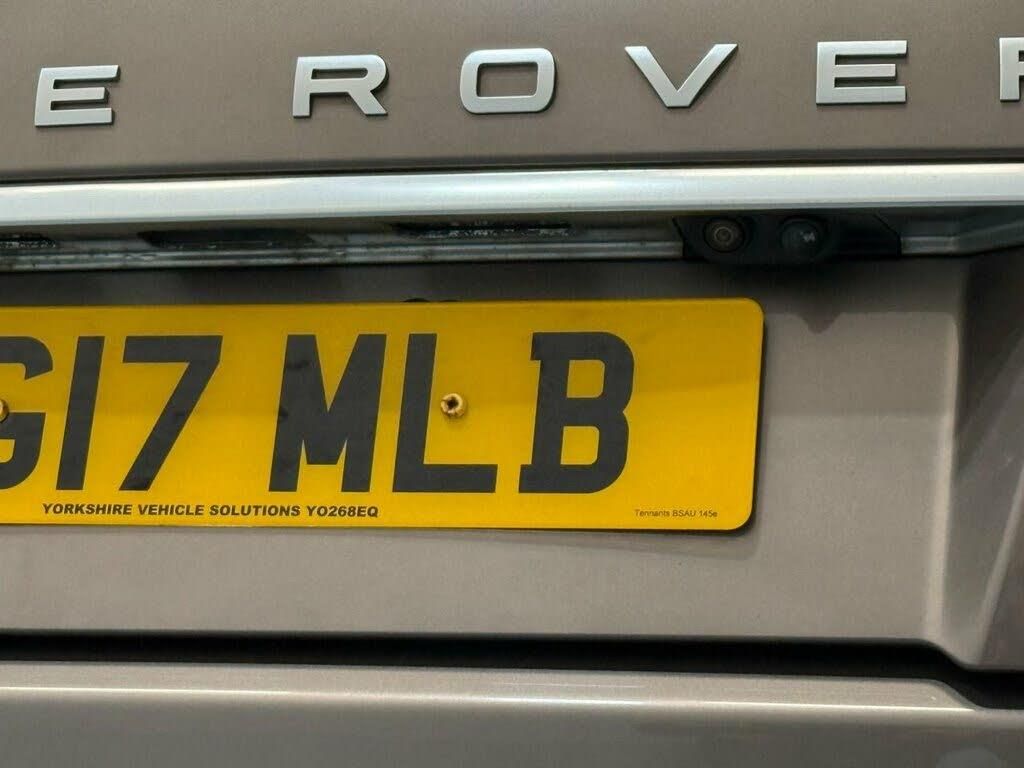 E ROVER
G17 MLB
YORKSHIRE VEHICLE SOLUTIONS YO268EQ
Tennants BSAU 145e